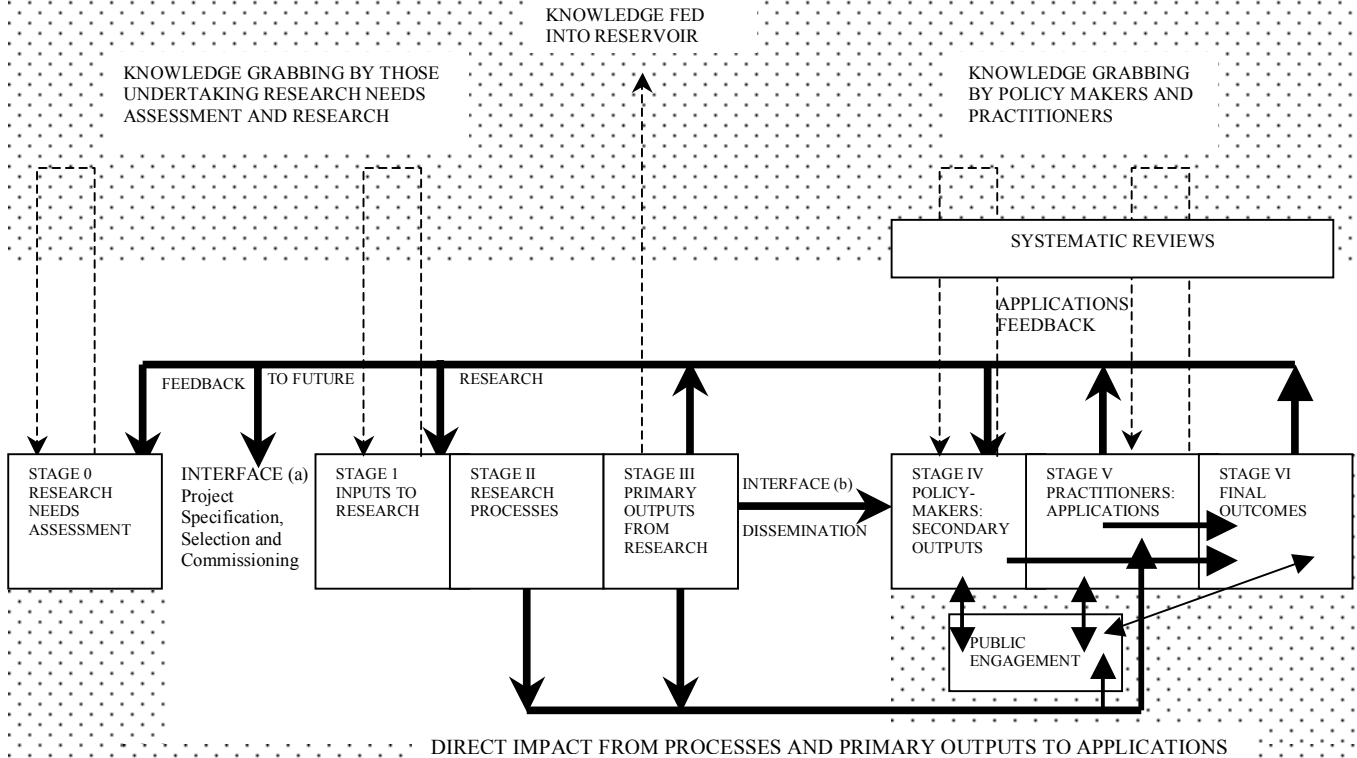 KNOWLEDGE FED
INTO RESERVOIR
KNOWLEDGE GRABBING BY THOSE
UNDERTAKING RESEARCH NEEDS
ASSESSMENT AND RESEARCH
KNOWLEDGE GRABBING
BY POLICY MAKERS AND
PRACTITIONERS
SYSTEMATIC REVIEWS
APPLICATIONS
FEEDBACK
FEEDBACK
TO FUTURE
RESEARCH
STAGE 0
RESEARCH
NEEDS
ASSESSMENT
INTERFACE (a)
Project
Specification,
Selection and
Commissioning
STAGE 1
INPUTS TO
RESEARCH
STAGE II
RESEARCH
PROCESSES
STAGE III
PRIMARY
OUTPUTS
FROM
RESEARCH
INTERFACE (b)
DISSEMINATION
STAGE IV
POLICY-
MAKERS:
SECONDARY
OUTPUTS
STAGE V
PRACTITIONERS:
APPLICATIONS
STAGE VI
FINAL
OUTCOMES
PUBLIC
ENGAGEMENT
DIRECT IMPACT FROM PROCESSES AND PRIMARY OUTPUTS TO APPLICATIONS